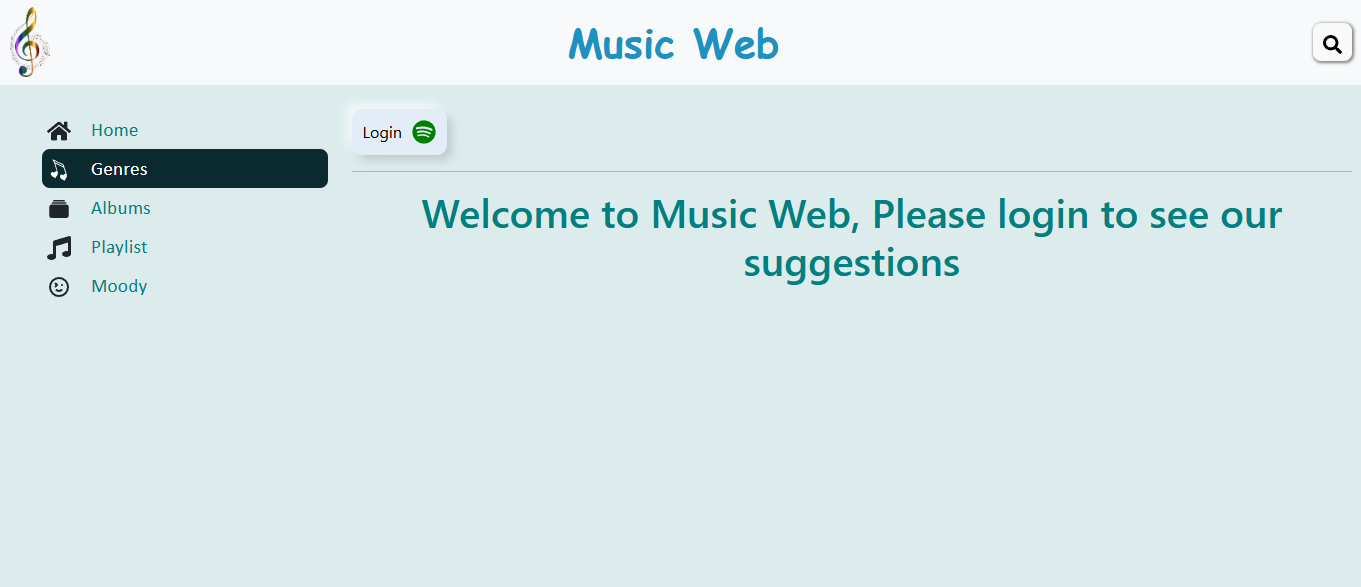 Music Web
Home
Genres
Albums
Playlist
Moody
Login
Welcome to Music Web, Please login to see our
suggestions